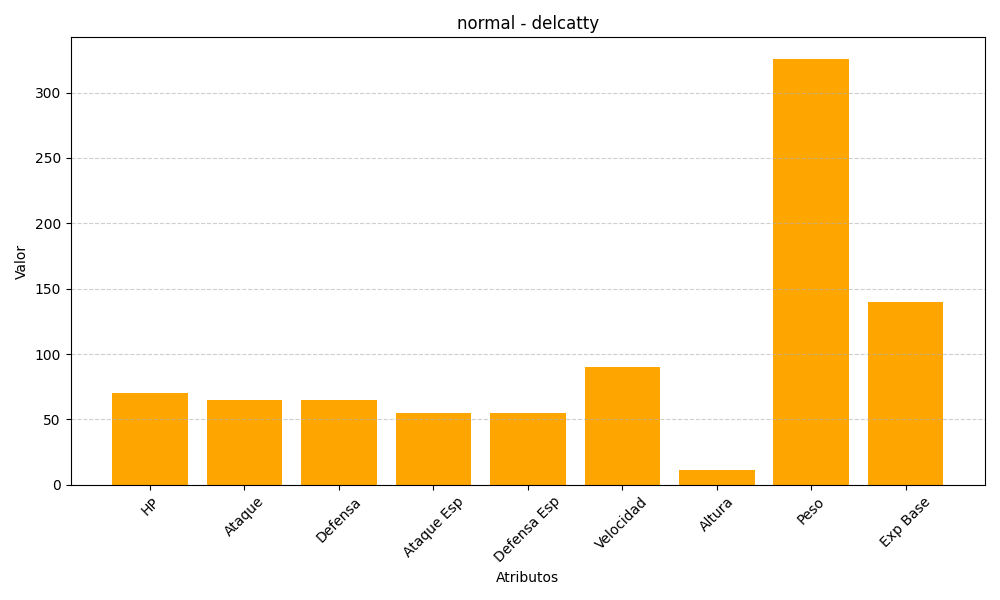 normal - delcatty
Valor
300
250
200
150
100
50
0
HP
Ataque
Defensa
Ataque Esp
Defensa Esp
Velocidad
Altura
Peso
Exp Base
Atributos